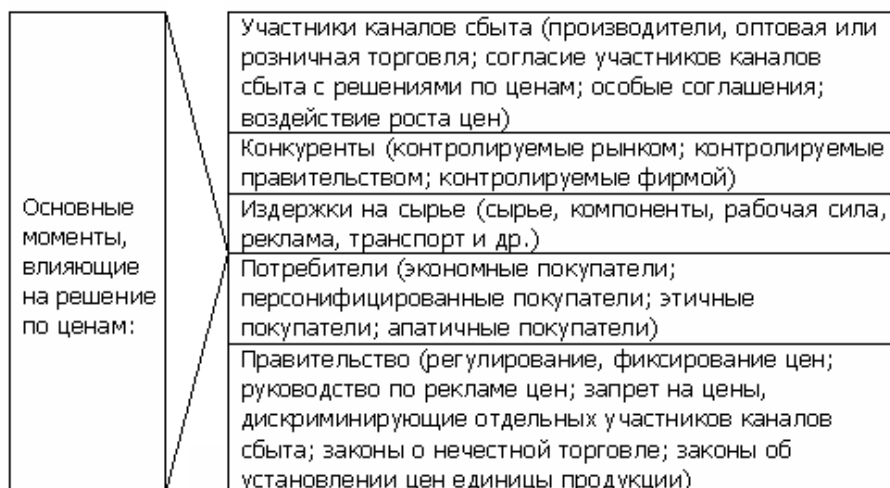 Основные
моменты,
влияющие
на решение
по ценам:
Участники каналов сбыта (производители, оптовая или
розничная торговля; согласие участников каналов
сбыта с решениями по ценам; особые соглашения;
воздействие роста цен)
Конкуренты (контролируемые рынком; контролируемые
правительством; контролируемые фирмой)
Издержки на сырье (сырье, компоненты, рабочая сила,
реклама, транспорт и др.)
Потребители (экономные покупатели;
персонифицированные покупатели; этичные
покупатели; апатичные покупатели)
Правительство (регулирование, фиксирование цен;
руководство по рекламе цен; запрет на цены,
дискриминирующие отдельных участников каналов
сбыта; законы о нечестной торговле; законы об
установлении цен единицы продукции)